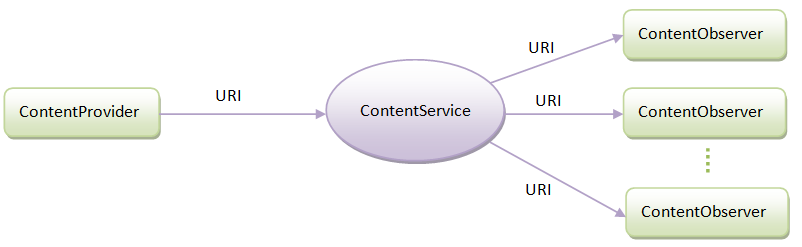 ContentProvider
URI
ContentService
URI
ContentObserver
URI
ContentObserver
URI
ContentObserver